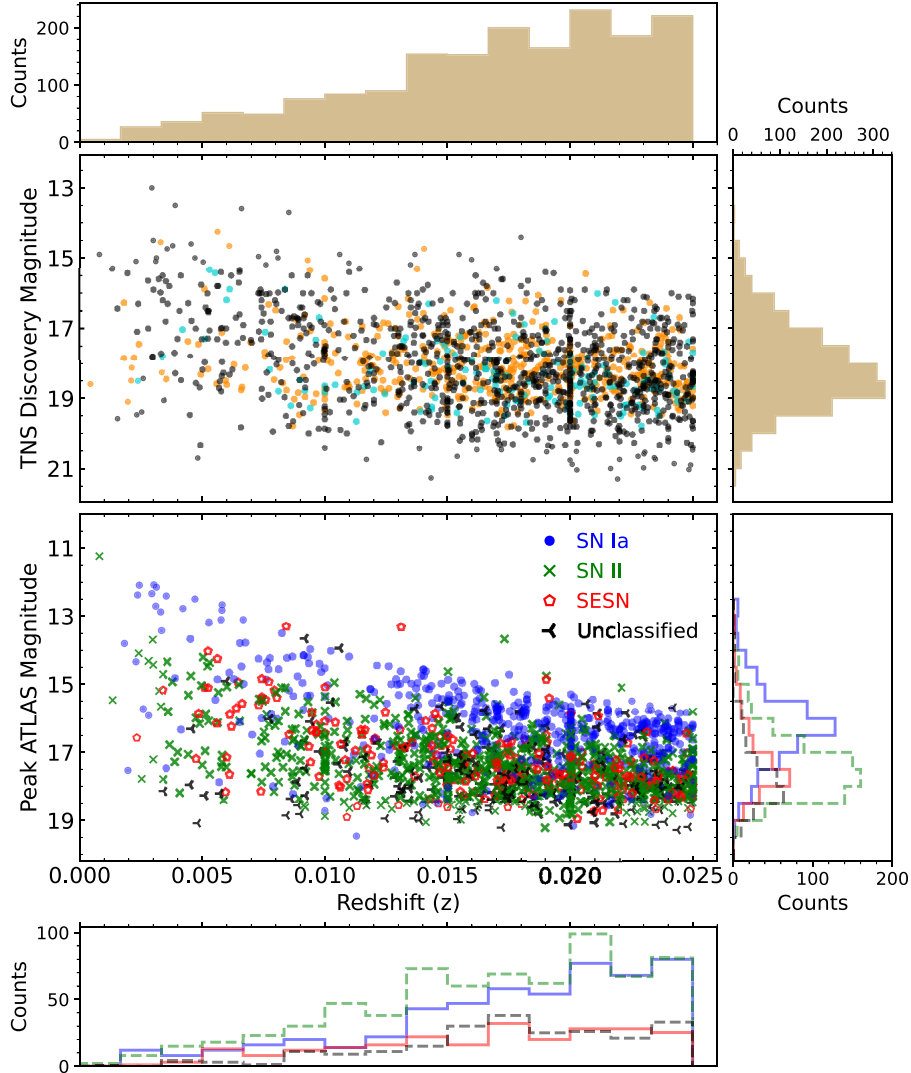 200
100
0
Counts
Counts
0 100 200 300
13
15
17
19
21
TNS Discovery Magnitude
SN Ia
SN II
SESN
Unclassified
11
13
15
17
19
Peak ATLAS Magnitude
0.000 0.005 0.010 0.015 0.020 0.025
Redshift (z)
0 100 200
Counts
100
50
0
Counts